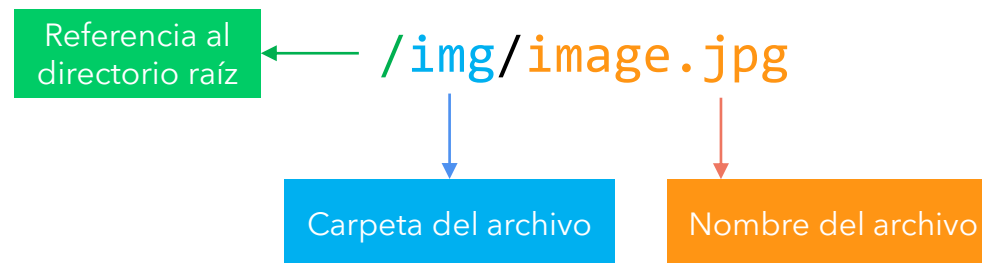 Referencia al
directorio raíz
/img/image.jpg
Carpeta del archivo
Nombre del archivo